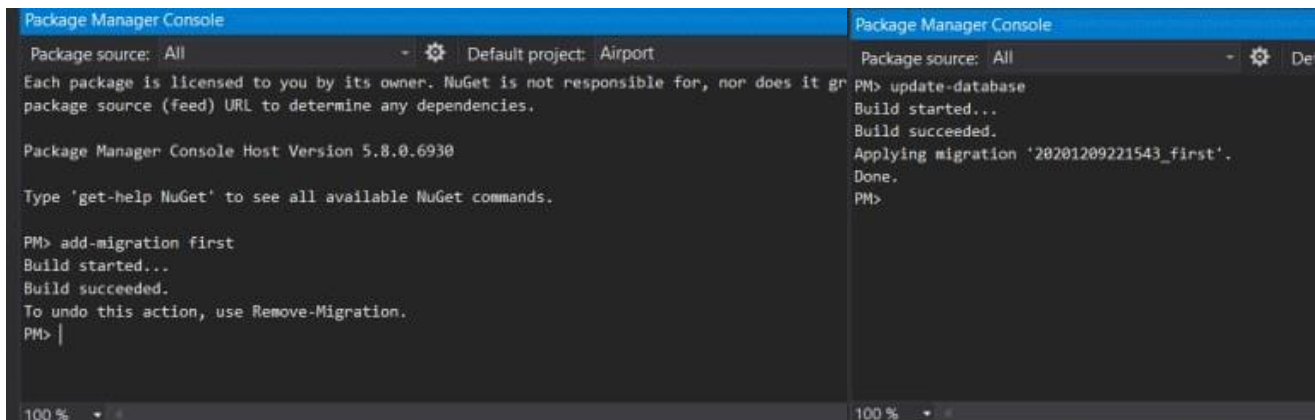 Package Manager Console
Package source: All Default project: Airport
Each package is licensed to you by its owner. NuGet is not responsible for, nor does it gr
package source (feed) URL to determine any dependencies.
Package Manager Console Host Version 5.8.0.6930
Type 'get-help NuGet' to see all available NuGet commands.
PM> add-migration first
Build started...
Build succeeded.
To undo this action, use Remove-Migration.
PM>
100 %
Package Manager Console
Package source: All De
PM> update-database
Build started...
Build succeeded.
Applying migration '20201209221543_first'.
Done.
PM>
100 %